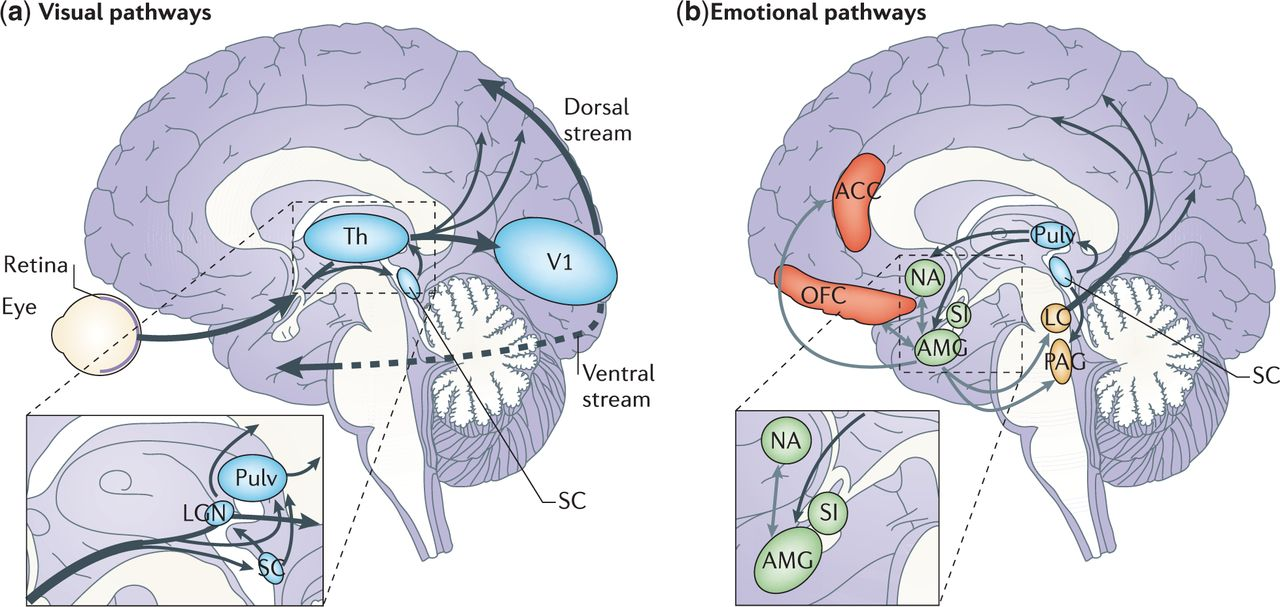 (a) Visual pathways
Dorsal
stream
Th
V1
Retina
Eye
Ventral
stream
SC
Pulv
LGN
SC
(b) Emotional pathways
ACC
Pulv
NA
OFC
SI
LC
AMG
PAG
SC
NA
SI
AMG